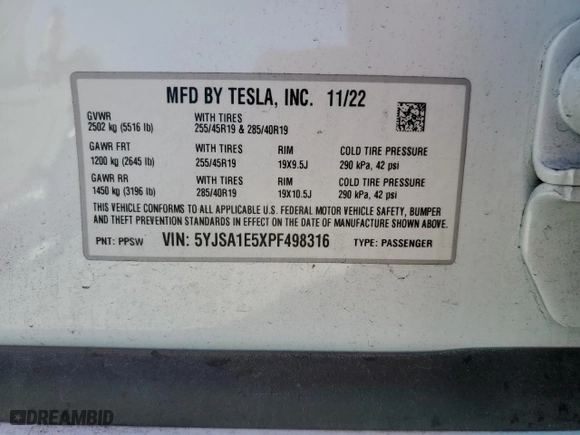 MFD BY TESLA, INC. 11/22
GVWR WITH TIRES
2502 kg (5516 lb) 255/45R19 & 285/40R19
GAWR FRT WITH TIRES RIM COLD TIRE PRESSURE
1200 kg (2645 lb) 255/45R19 19X9.5J 290 kPa, 42 psi
GAWR RR WITH TIRES RIM COLD TIRE PRESSURE
1450 kg (3196 lb) 285/40R19 19X10.5J 290 kPa, 42 psi
THIS VEHICLE CONFORMS TO ALL APPLICABLE U.S. FEDERAL MOTOR VEHICLE SAFETY, BUMPER
AND THEFT PREVENTION STANDARDS IN EFFECT ON THE DATE OF MANUFACTURE SHOWN ABOVE.
PNT: PPSW VIN: 5YJSA1E5XPF498316 TYPE: PASSENGER
DREAMBID